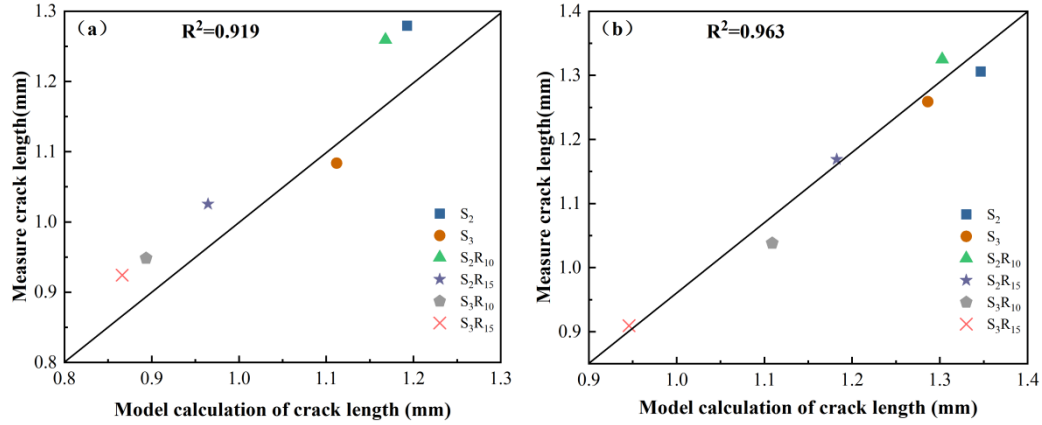 (a)
R²=0.919
1.3
1.2
1.1
1.0
0.9
0.8
0.8 0.9 1.0 1.1 1.2 1.3
Measure crack length(mm)
Model calculation of crack length (mm)
S₂
S₃
S₂R₁₀
S₂R₁₅
S₃R₁₀
S₃R₁₅
(b)
R²=0.963
1.4
1.3
1.2
1.1
1.0
0.9
0.9 1.0 1.1 1.2 1.3 1.4
Measure crack length(mm)
Model calculation of crack length (mm)
S₂
S₃
S₂R₁₀
S₂R₁₅
S₃R₁₀
S₃R₁₅